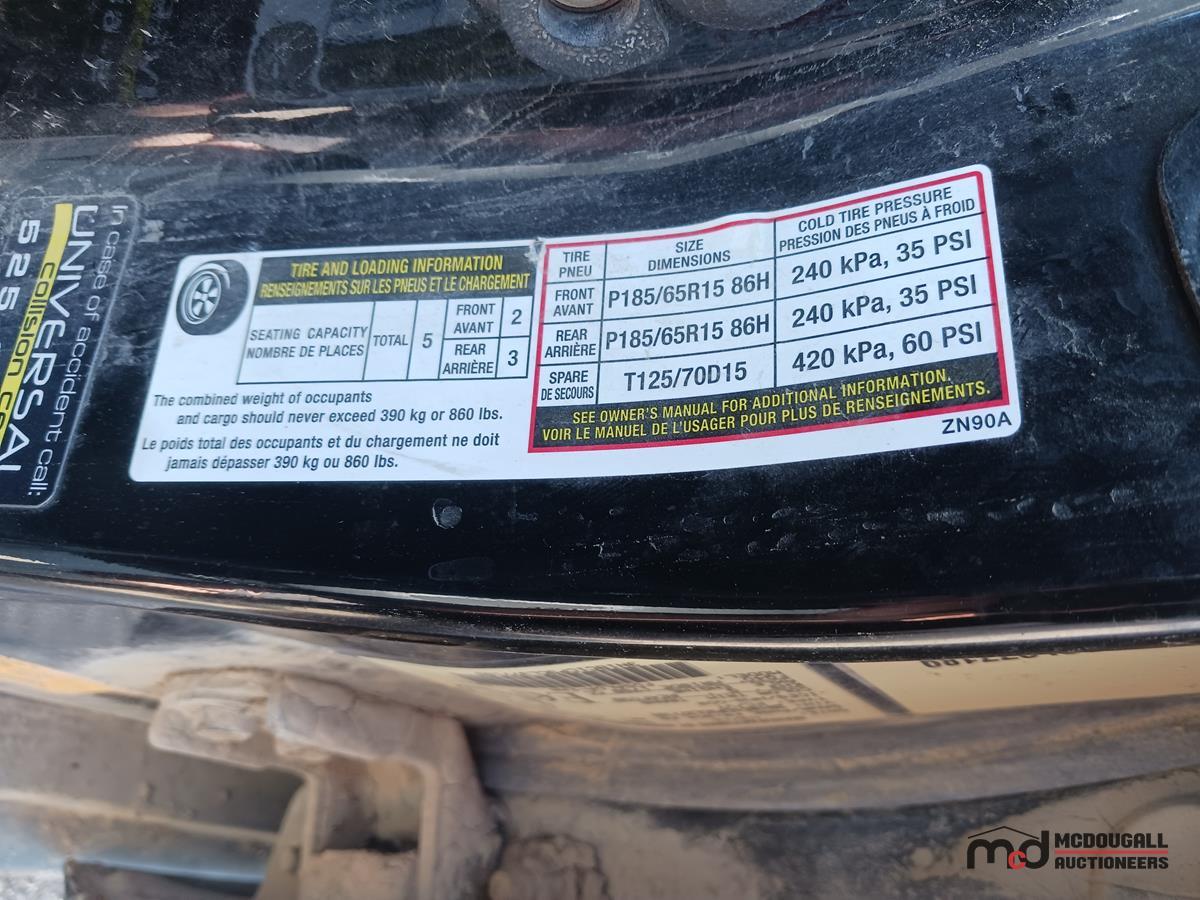 In case of accident call:
UNIVERSAL
collision
525
TIRE AND LOADING INFORMATION
RENSEIGNEMENTS SUR LES PNEUS ET LE CHARGEMENT
SEATING CAPACITY
NOMBRE DE PLACES
TOTAL
5
FRONT
AVANT
2
REAR
ARRIÈRE
3
The combined weight of occupants
and cargo should never exceed 390 kg or 860 lbs.
Le poids total des occupants et du chargement ne doit
jamais dépasser 390 kg ou 860 lbs.
TIRE
PNEU
SIZE
DIMENSIONS
COLD TIRE PRESSURE
PRESSION DES PNEUS À FROID
FRONT
AVANT
P185/65R15 86H
240 kPa, 35 PSI
REAR
ARRIÈRE
P185/65R15 86H
240 kPa, 35 PSI
SPARE
DE SECOURS
T125/70D15
420 kPa, 60 PSI
SEE OWNER'S MANUAL FOR ADDITIONAL INFORMATION.
VOIR LE MANUEL DE L'USAGER POUR PLUS DE RENSEIGNEMENTS.
ZN90A
mcd MCDOUGALL
AUCTIONEERS